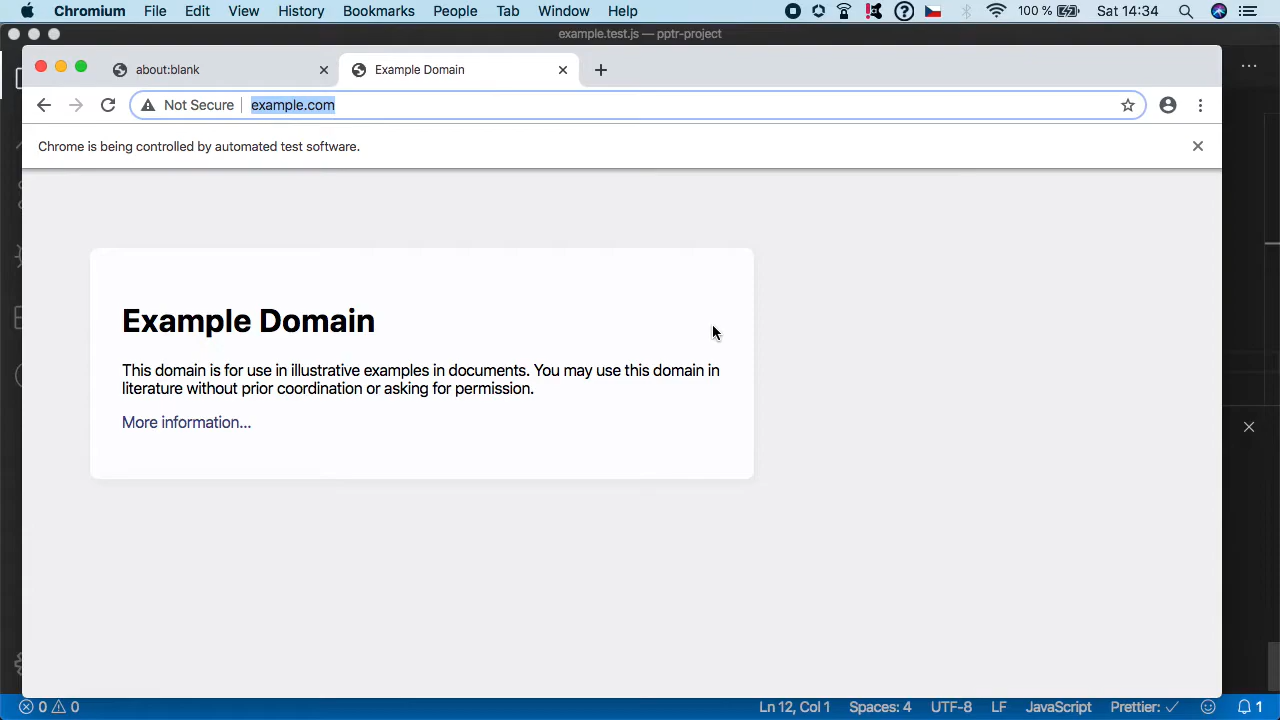 Chromium File Edit View History Bookmarks People Tab Window Help 100 % Sat 14:34
example.test.js — pptr-project
about:blank
Example Domain
Not Secure example.com
Chrome is being controlled by automated test software.
Example Domain
This domain is for use in illustrative examples in documents. You may use this domain in
literature without prior coordination or asking for permission.
More information...
0 0 Ln 12, Col 1 Spaces: 4 UTF-8 LF JavaScript Prettier: ✓ 1